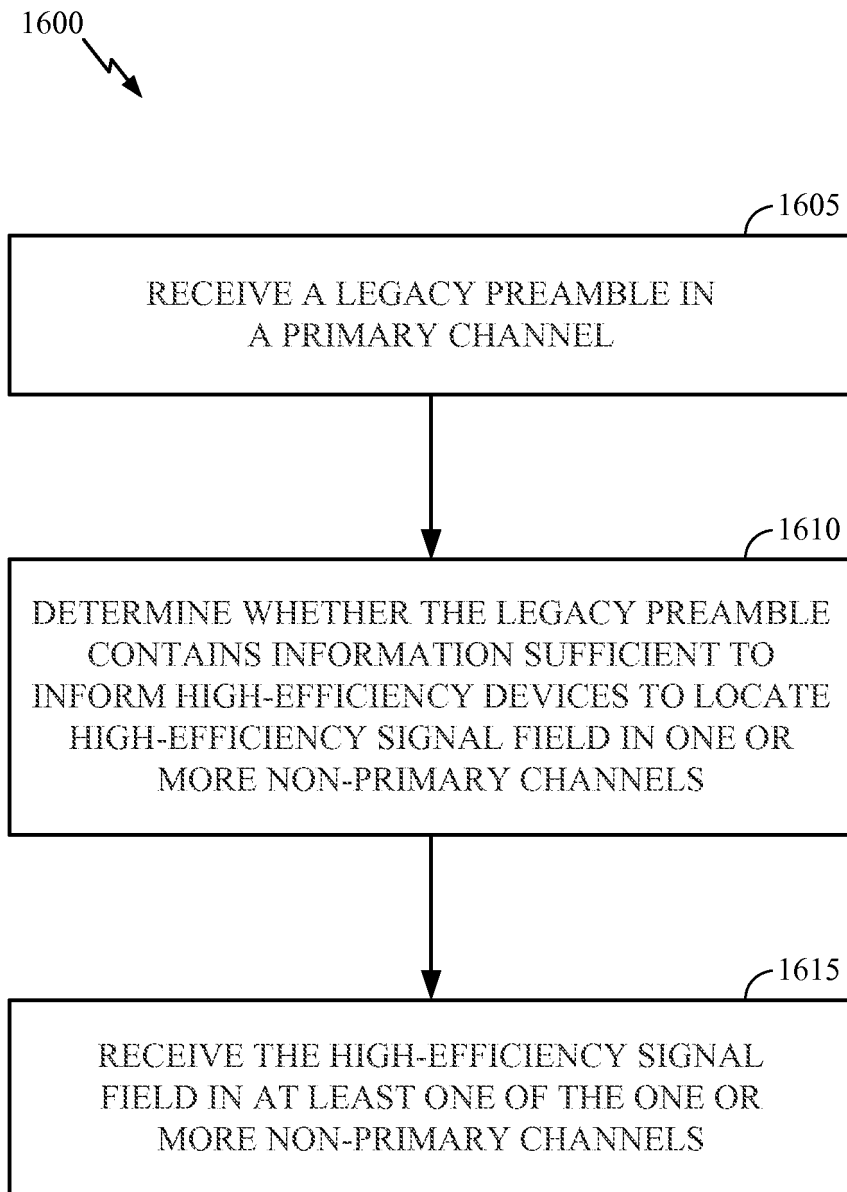 1600
1605
RECEIVE A LEGACY PREAMBLE IN
A PRIMARY CHANNEL
1610
DETERMINE WHETHER THE LEGACY PREAMBLE
CONTAINS INFORMATION SUFFICIENT TO
INFORM HIGH-EFFICIENCY DEVICES TO LOCATE
HIGH-EFFICIENCY SIGNAL FIELD IN ONE OR
MORE NON-PRIMARY CHANNELS
1615
RECEIVE THE HIGH-EFFICIENCY SIGNAL
FIELD IN AT LEAST ONE OF THE ONE OR
MORE NON-PRIMARY CHANNELS